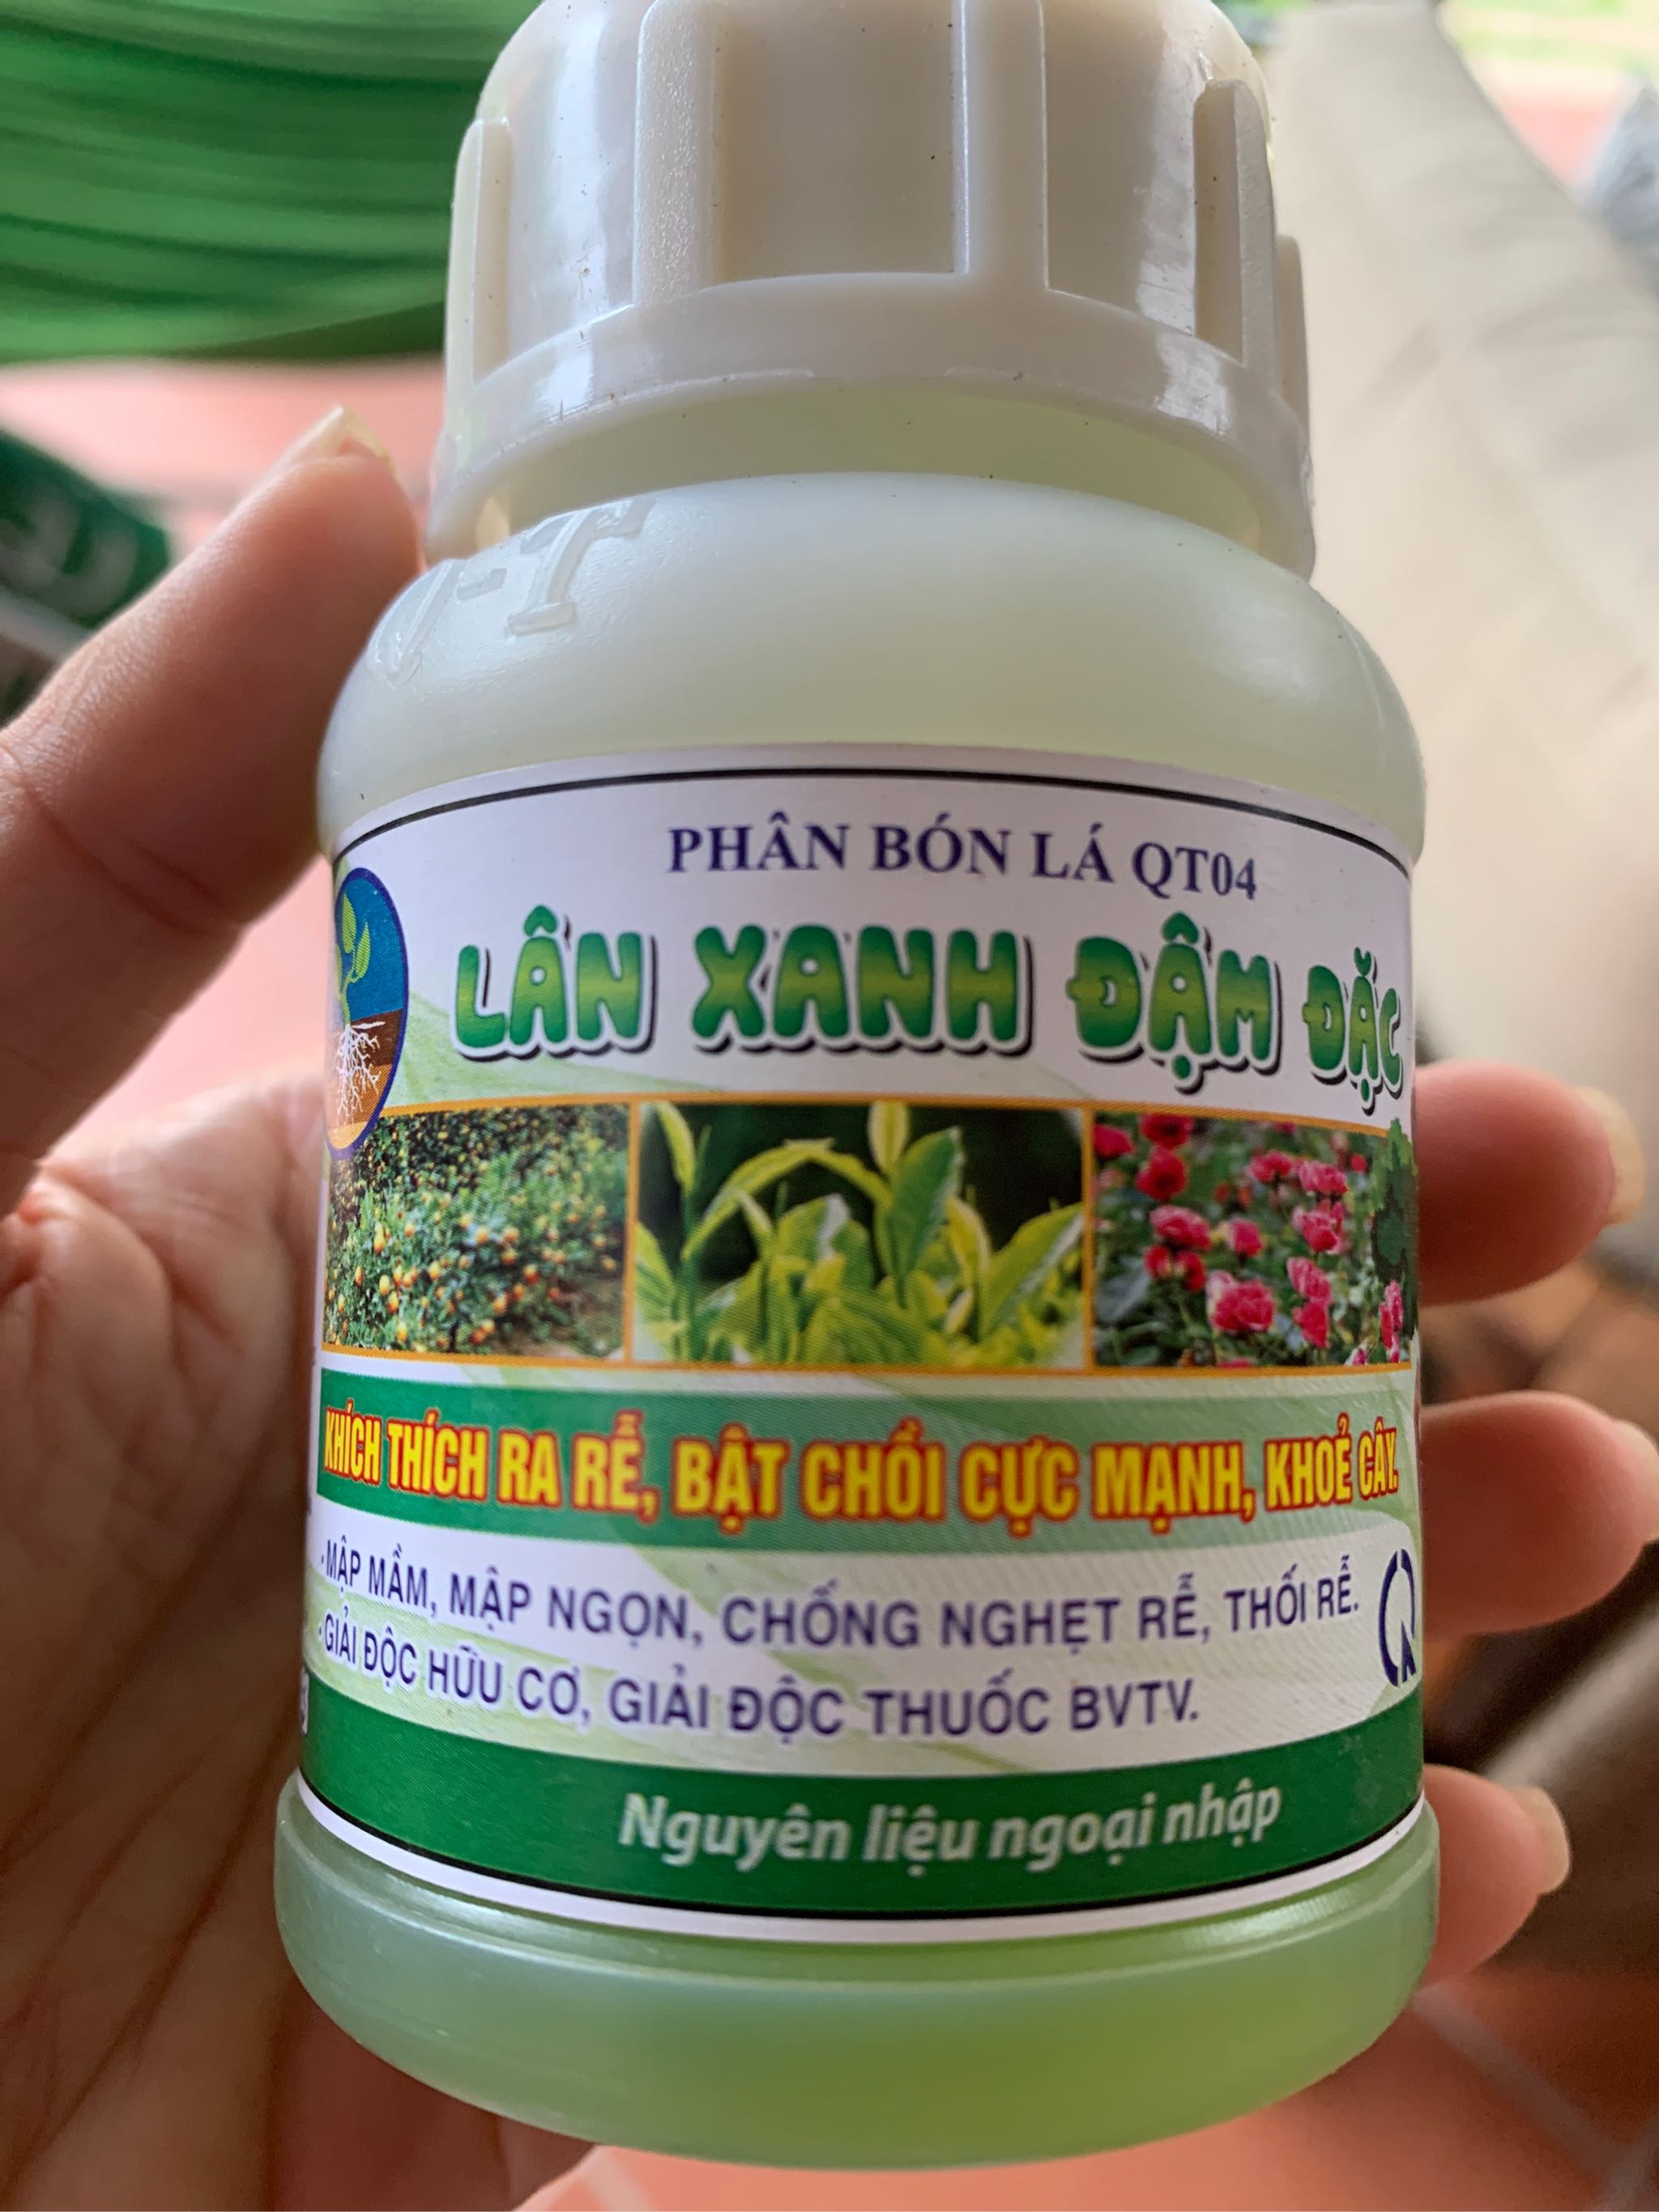 V-T
PHÂN BÓN LÁ QT04
LÂN XANH ĐẬM ĐẶC
KHÍCH THÍCH RA RỄ, BẬT CHỒI CỰC MẠNH, KHOẺ CÂY.
·MẬP MẦM, MẬP NGỌN, CHỐNG NGHẸT RỄ, THỐI RỄ.
·GIẢI ĐỘC HỮU CƠ, GIẢI ĐỘC THUỐC BVTV.
Nguyên liệu ngoại nhập